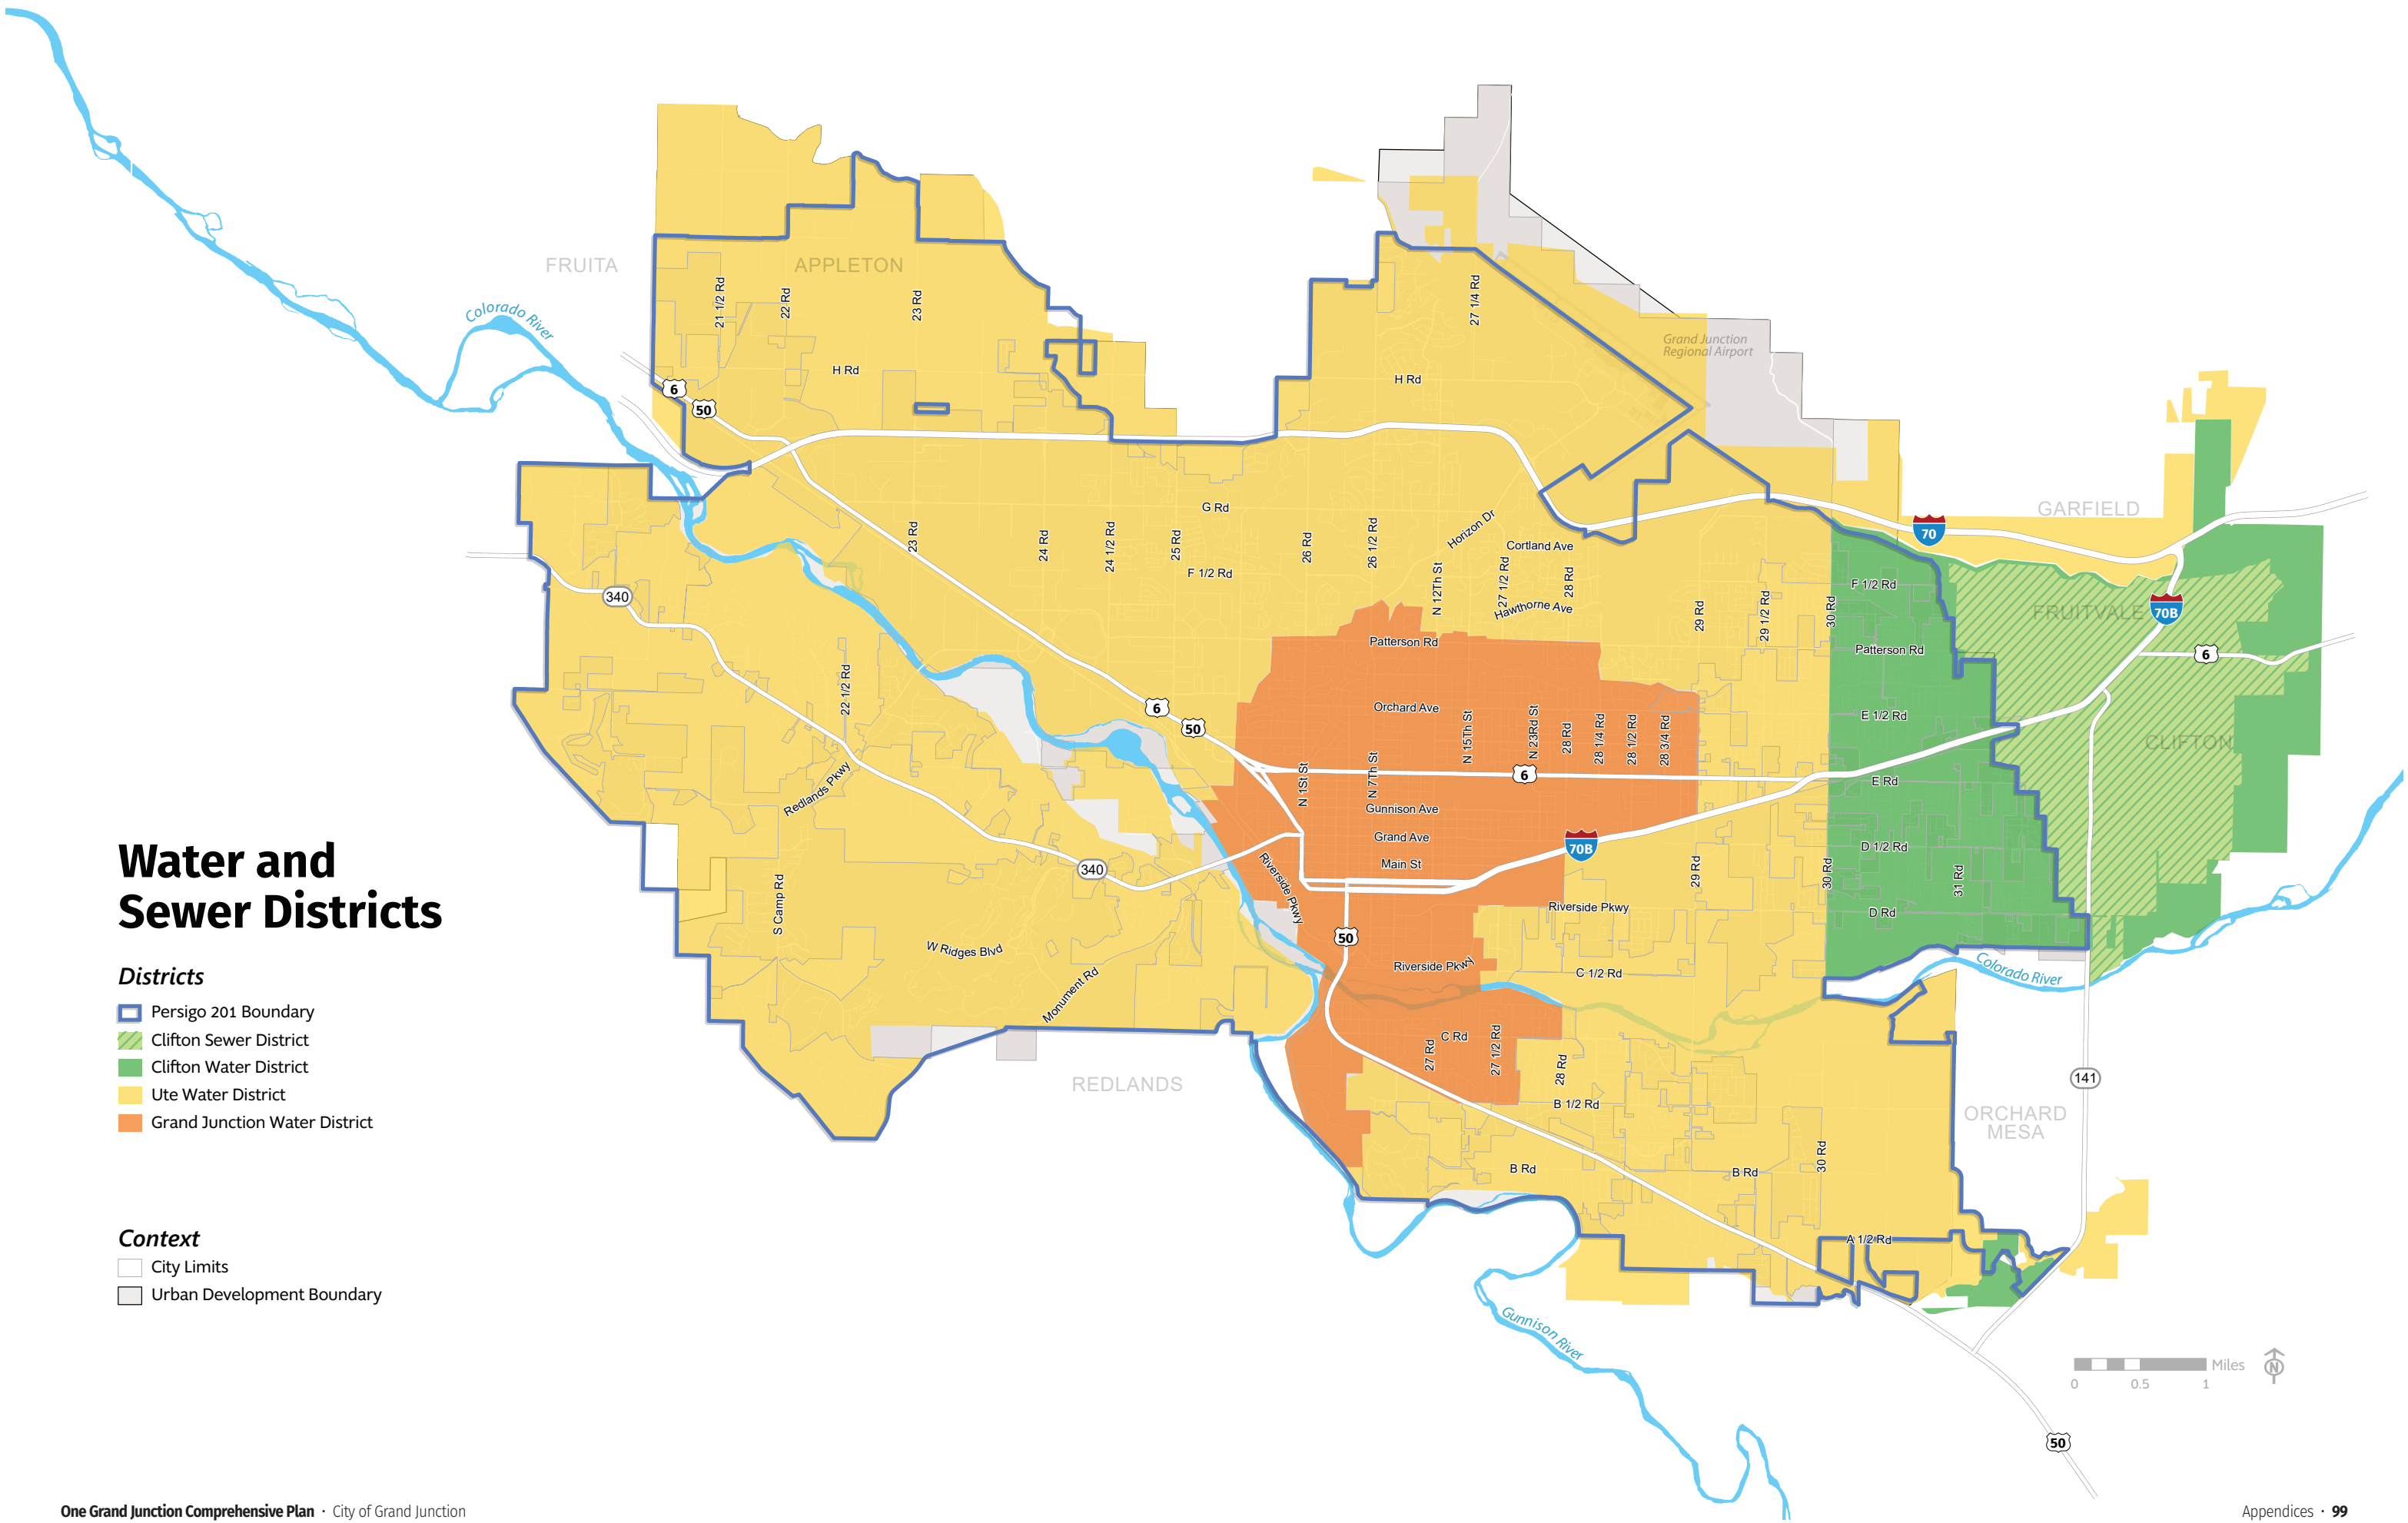 FRUITA
APPLETON
Colorado River
21 1/2 Rd
22 Rd
23 Rd
27 1/4 Rd
Grand Junction
Regional Airport
H Rd
H Rd
6
50
G Rd
GARFIELD
70
23 Rd
24 Rd
24 1/2 Rd
25 Rd
26 Rd
26 1/2 Rd
Horizon Dr
Cortland Ave
F 1/2 Rd
N 12Th St
27 1/2 Rd
28 Rd
Hawthorne Ave
29 Rd
29 1/2 Rd
30 Rd
F 1/2 Rd
FRUITVALE
70B
340
Patterson Rd
Patterson Rd
6
22 1/2 Rd
6
50
Orchard Ave
N 15Th St
N 23Rd St
28 Rd
28 1/4 Rd
28 1/2 Rd
28 3/4 Rd
E 1/2 Rd
CLIFTON
Redlands Pkwy
N 1St St
N 7Th St
6
E Rd
Gunnison Ave
Grand Ave
70B
Main St
D 1/2 Rd
340
Riverside Pkwy
29 Rd
30 Rd
31 Rd
S Camp Rd
Riverside Pkwy
D Rd
W Ridges Blvd
50
Monument Rd
Riverside Pkwy
C 1/2 Rd
Colorado River
C Rd
27 Rd
27 1/2 Rd
28 Rd
REDLANDS
141
B 1/2 Rd
ORCHARD
MESA
B Rd
B Rd
30 Rd
A 1/2 Rd
Gunnison River
50
Water and
Sewer Districts
Districts
Persigo 201 Boundary
Clifton Sewer District
Clifton Water District
Ute Water District
Grand Junction Water District
Context
City Limits
Urban Development Boundary
Miles
0 0.5 1
N
One Grand Junction Comprehensive Plan · City of Grand Junction
Appendices · 99